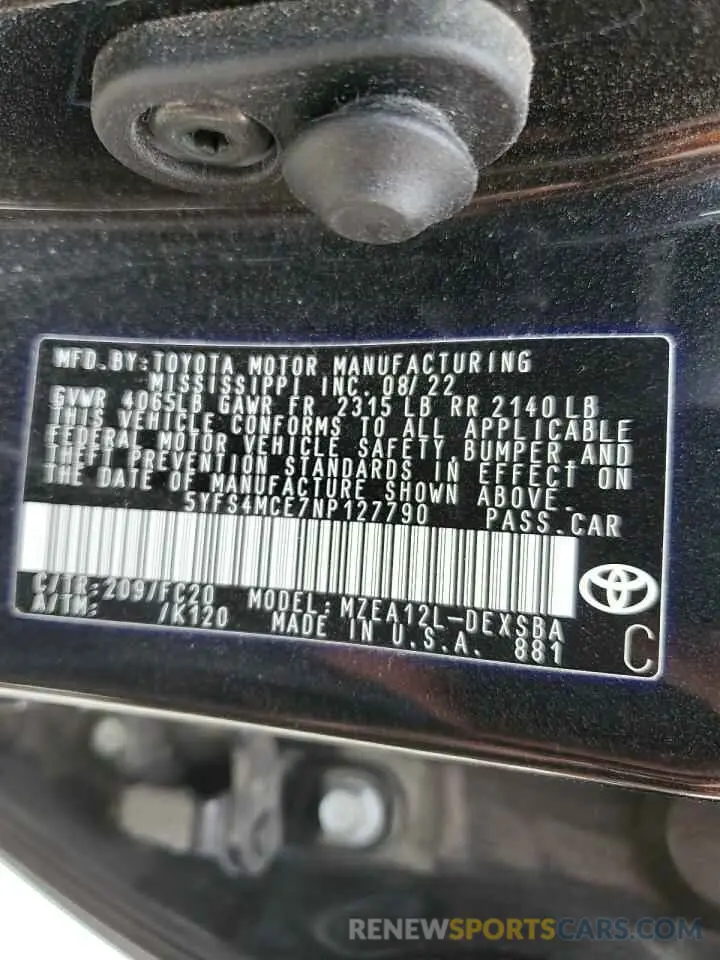 MFD. BY: TOYOTA MOTOR MANUFACTURING
MISSISSIPPI INC. 08/22
GVWR 4065LB GAWR FR 2315 LB RR 2140 LB
THIS VEHICLE CONFORMS TO ALL APPLICABLE
FEDERAL MOTOR VEHICLE SAFETY, BUMPER, AND
THEFT PREVENTION STANDARDS IN EFFECT ON
THE DATE OF MANUFACTURE SHOWN ABOVE.
5YFS4MCE7NP127790 PASS. CAR
C/TR: 209/FC20 MODEL: MZEA12L-DEXSBA
A/TM: /K120 MADE IN U.S.A. 881
C
RENEWSPORTSCARS.COM